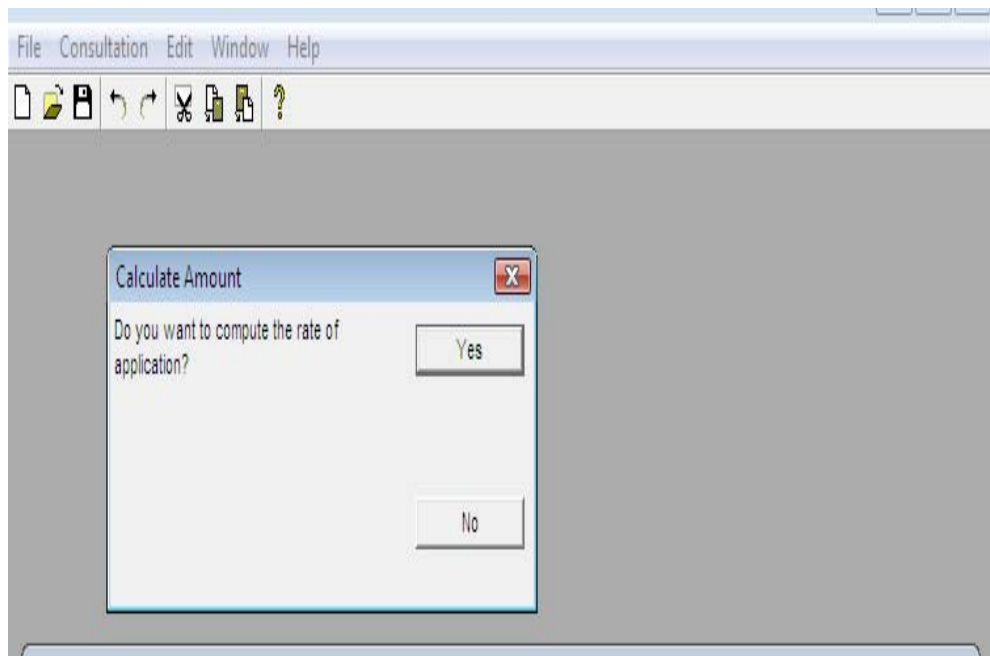 File Consultation Edit Window Help
Calculate Amount
Do you want to compute the rate of
application?
Yes
No